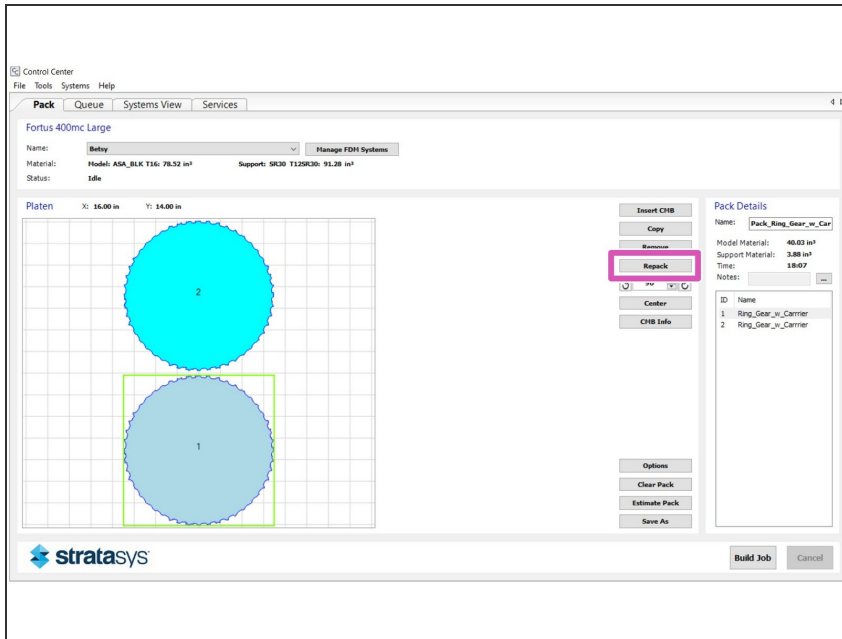 Control Center
File Tools Systems Help
Pack Queue Systems View Services
Fortus 400mc Large
Name: Betsy Manage FDM Systems
Material: Model: ASA_BLK T16: 78.52 in³ Support: SR30 T12SR30: 91.28 in³
Status: Idle
Platen X: 16.00 in Y: 14.00 in
2
1
Insert CMB
Copy
Remove
Repack
90
Center
CMB Info
Options
Clear Pack
Estimate Pack
Save As
Pack Details
Name: Pack_Ring_Gear_w_Car
Model Material: 40.03 in³
Support Material: 3.88 in³
Time: 18:07
Notes: ...
ID Name
1 Ring_Gear_w_Carrrier
2 Ring_Gear_w_Carrrier
stratasys
Build Job Cancel